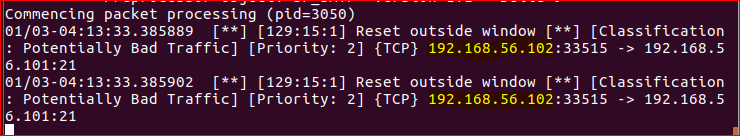 Commencing packet processing (pid=3050)
01/03-04:13:33.385889  [**] [129:15:1] Reset outside window [**] [Classification
: Potentially Bad Traffic] [Priority: 2] {TCP} 192.168.56.102:33515 -> 192.168.5
6.101:21
01/03-04:13:33.385902  [**] [129:15:1] Reset outside window [**] [Classification
: Potentially Bad Traffic] [Priority: 2] {TCP} 192.168.56.102:33515 -> 192.168.5
6.101:21